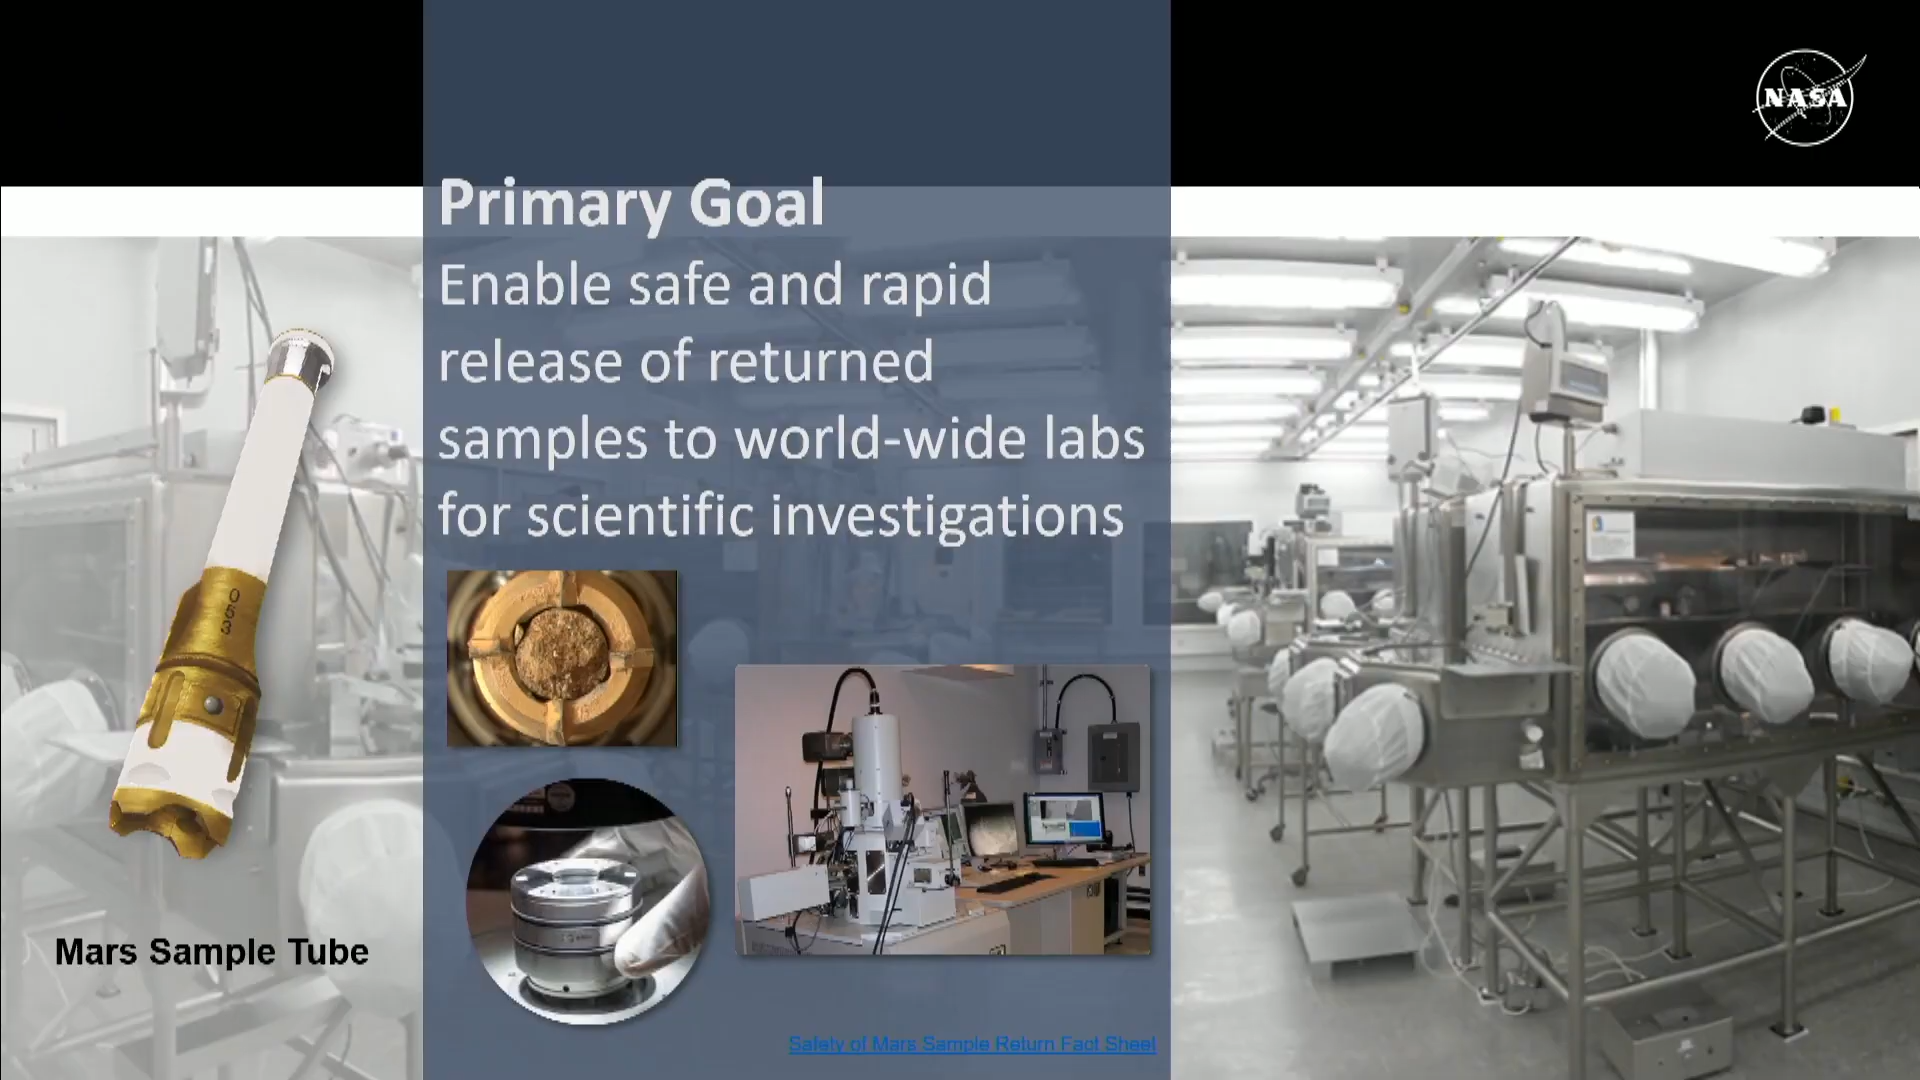 NASA
Primary Goal
Enable safe and rapid
release of returned
samples to world-wide labs
for scientific investigations
053
Mars Sample Tube
Safety of Mars Sample Return Fact Sheet